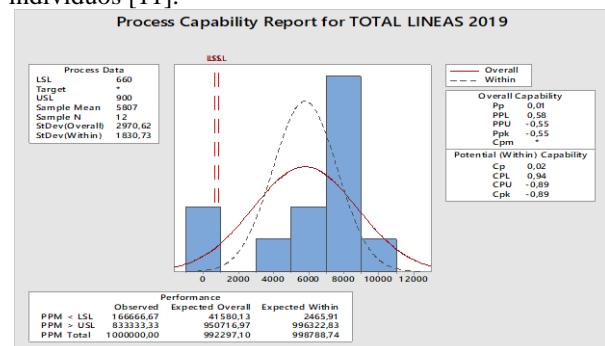 individuos [11].
Process Capability Report for TOTAL LINEAS 2019
Process Data
LSL 660
Target *
USL 900
Sample Mean 5807
Sample N 12
StDev(Overall) 2970,62
StDev(Within) 1830,73
Overall
Within
Overall Capability
Pp 0,01
PPL 0,58
PPU -0,55
Ppk -0,55
Cpm *
Potential (Within) Capability
Cp 0,02
CPL 0,94
CPU -0,89
Cpk -0,89
0 2000 4000 6000 8000 10000 12000
Performance
Observed Expected Overall Expected Within
PPM < LSL 166666,67 41580,13 2465,91
PPM > USL 833333,33 950716,97 996322,83
PPM Total 1000000,00 992297,10 998788,74